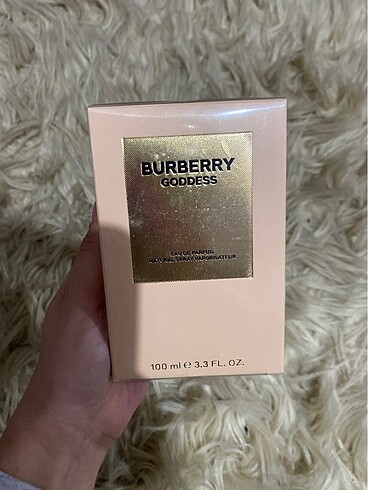 BURBERRY
GODDESS
EAU DE PARFUM
NATURAL SPRAY VAPORISATEUR
100 ml ℮ 3.3 FL. OZ.